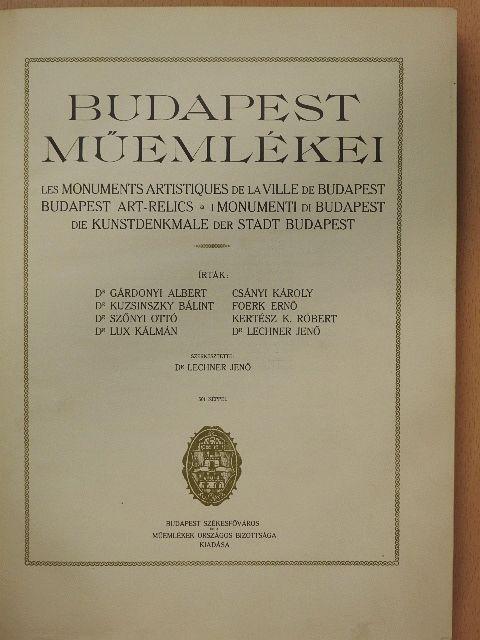 BUDAPEST
MŰEMLÉKEI
LES MONUMENTS ARTISTIQUES DE LA VILLE DE BUDAPEST
BUDAPEST ART-RELICS • I MONUMENTI DI BUDAPEST
DIE KUNSTDENKMALE DER STADT BUDAPEST
ÍRTÁK:
DR GÁRDONYI ALBERT
DR KUZSINSZKY BÁLINT
DR SZŐNYI OTTÓ
DR LUX KÁLMÁN
CSÁNYI KÁROLY
FOERK ERNŐ
KERTÉSZ K. RÓBERT
DR LECHNER JENŐ
SZERKESZTETTE:
DR LECHNER JENŐ
KÉPPEL
BUDAPEST SZÉKESFŐVÁROS
MŰEMLÉKEK ORSZÁGOS BIZOTTSÁGA
KIADÁSA